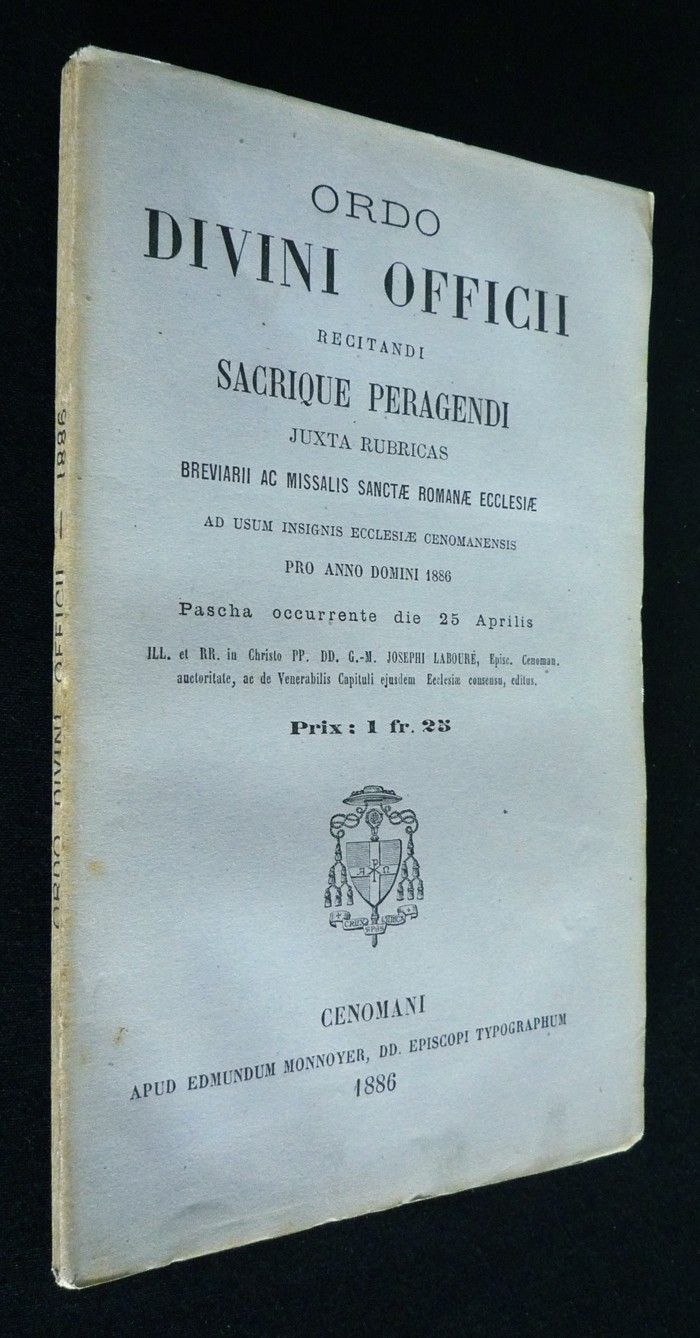 ORDO
DIVINI OFFICII
RECITANDI
SACRIQUE PERAGENDI
JUXTA RUBRICAS
BREVIARII AC MISSALIS SANCTÆ ROMANÆ ECCLESIÆ
AD USUM INSIGNIS ECCLESIÆ CENOMANENSIS
PRO ANNO DOMINI 1886
Pascha occurrente die 25 Aprilis
ILL. et RR. in Christo PP. DD. G.-M. JOSEPHI LABOURÉ, Episc. Cenoman.
auctoritate, ac de Venerabilis Capituli ejusdem Ecclesiæ consensu, editus.
Prix : 1 fr. 25
A Ω
CRUX SPES UNICA
CENOMANI
APUD EDMUNDUM MONNOYER, DD. EPISCOPI TYPOGRAPHUM
1886
ORDO DIVINI OFFICII — 1886